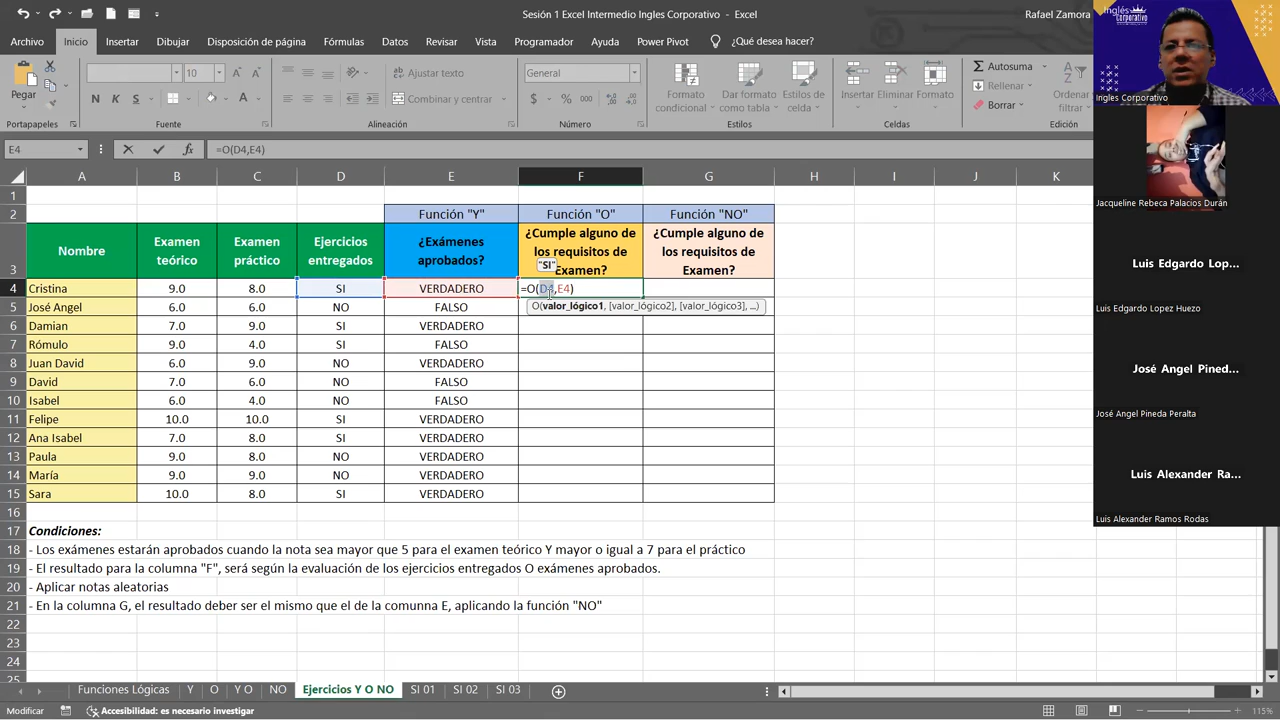 Sesión 1 Excel Intermedio Ingles Corporativo - Excel
Rafael Zamora
Archivo Inicio Insertar Dibujar Disposición de página Fórmulas Datos Revisar Vista Programador Ayuda Power Pivot ¿Qué desea hacer?
Pegar
10
N K S
Ajustar texto
Combinar y centrar
General
$ % 000
Formato condicional
Dar formato como tabla
Estilos de celda
Insertar Eliminar Formato
Autosuma
Rellenar
Borrar
Ordenar
Portapapeles Fuente Alineación Número Estilos Celdas Edición
E4 fx =O(D4,E4)
A B C D E F G H I J K
1
2 Función "Y" Función "O" Función "NO"
3 Nombre Examen teórico Examen práctico Ejercicios entregados ¿Exámenes aprobados? ¿Cumple alguno de los requisitos de Examen? ¿Cumple alguno de los requisitos de Examen?
"SI"
4 Cristina 9.0 8.0 SI VERDADERO =O(D4,E4)
O(valor_lógico1, [valor_lógico2], [valor_lógico3], ...)
5 José Angel 6.0 6.0 NO FALSO
6 Damian 7.0 9.0 SI VERDADERO
7 Rómulo 9.0 4.0 SI FALSO
8 Juan David 6.0 9.0 NO VERDADERO
9 David 7.0 6.0 NO FALSO
10 Isabel 6.0 4.0 NO FALSO
11 Felipe 10.0 10.0 SI VERDADERO
12 Ana Isabel 7.0 8.0 SI VERDADERO
13 Paula 9.0 8.0 NO VERDADERO
14 María 9.0 9.0 NO VERDADERO
15 Sara 10.0 8.0 SI VERDADERO
16
17 Condiciones:
18 - Los exámenes estarán aprobados cuando la nota sea mayor que 5 para el examen teórico Y mayor o igual a 7 para el práctico
19 - El resultado para la columna "F", será según la evaluación de los ejercicios entregados O exámenes aprobados.
20 - Aplicar notas aleatorias
21 - En la columna G, el resultado deber ser el mismo que el de la comunna E, aplicando la función "NO"
22
23
24
25
Funciones Lógicas Y O Y O NO Ejercicios Y O NO SI 01 SI 02 SI 03
Modificar Accesibilidad: es necesario investigar 115%
Inglés
Corporativo
Ingles Corporativo
Jacqueline Rebeca Palacios Durán
Luis Edgardo Lop...
Luis Edgardo Lopez Huezo
José Angel Pined...
José Angel Pineda Peralta
Luis Alexander Ra...
Luis Alexander Ramos Rodas